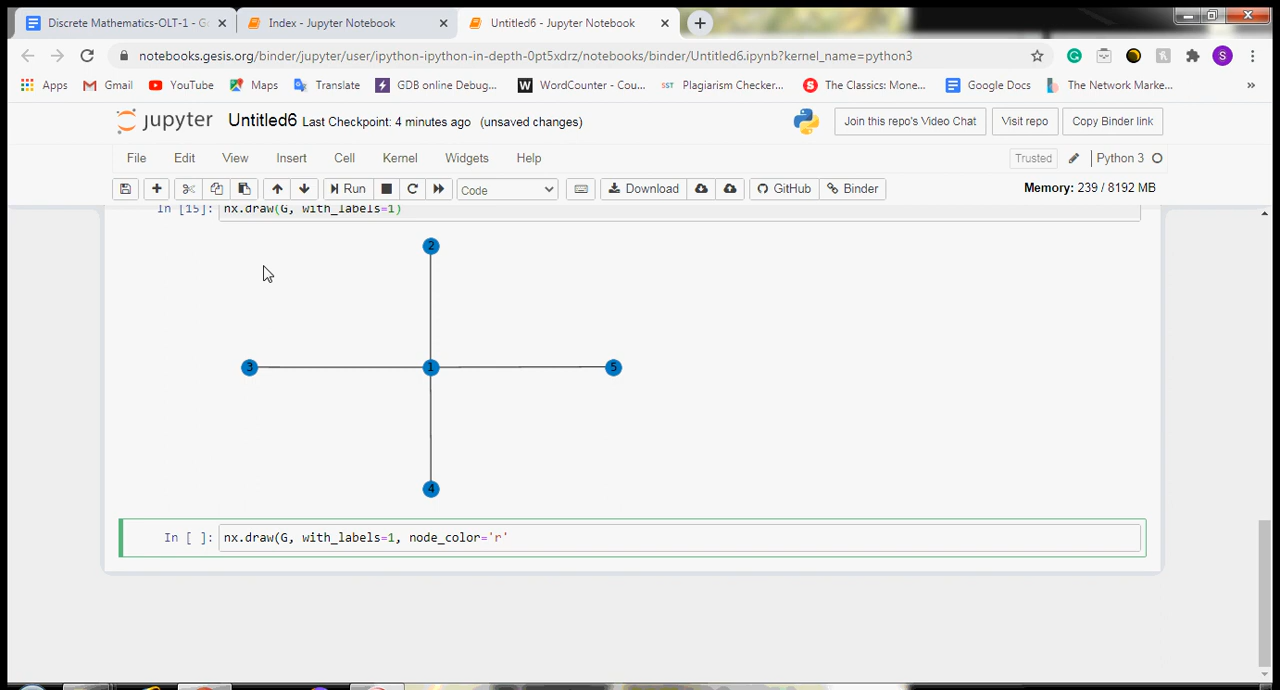 Discrete Mathematics-OLT-1 - G
Index - Jupyter Notebook
Untitled6 - Jupyter Notebook
notebooks.gesis.org/binder/jupyter/user/ipython-ipython-in-depth-0pt5xdrz/notebooks/binder/Untitled6.ipynb?kernel_name=python3
S
Apps
Gmail
YouTube
Maps
Translate
GDB online Debug...
W
WordCounter - Cou...
SST
Plagiarism Checker...
S
The Classics: Mone...
Google Docs
The Network Marke...
»
jupyter
Untitled6 Last Checkpoint: 4 minutes ago (unsaved changes)
Join this repo's Video Chat
Visit repo
Copy Binder link
File
Edit
View
Insert
Cell
Kernel
Widgets
Help
Trusted
Python 3
Run
Code
Download
GitHub
Binder
Memory: 239 / 8192 MB
In [15]: nx.draw(G, with_labels=1)
2
3
1
5
4
In [ ]: nx.draw(G, with_labels=1, node_color='r'